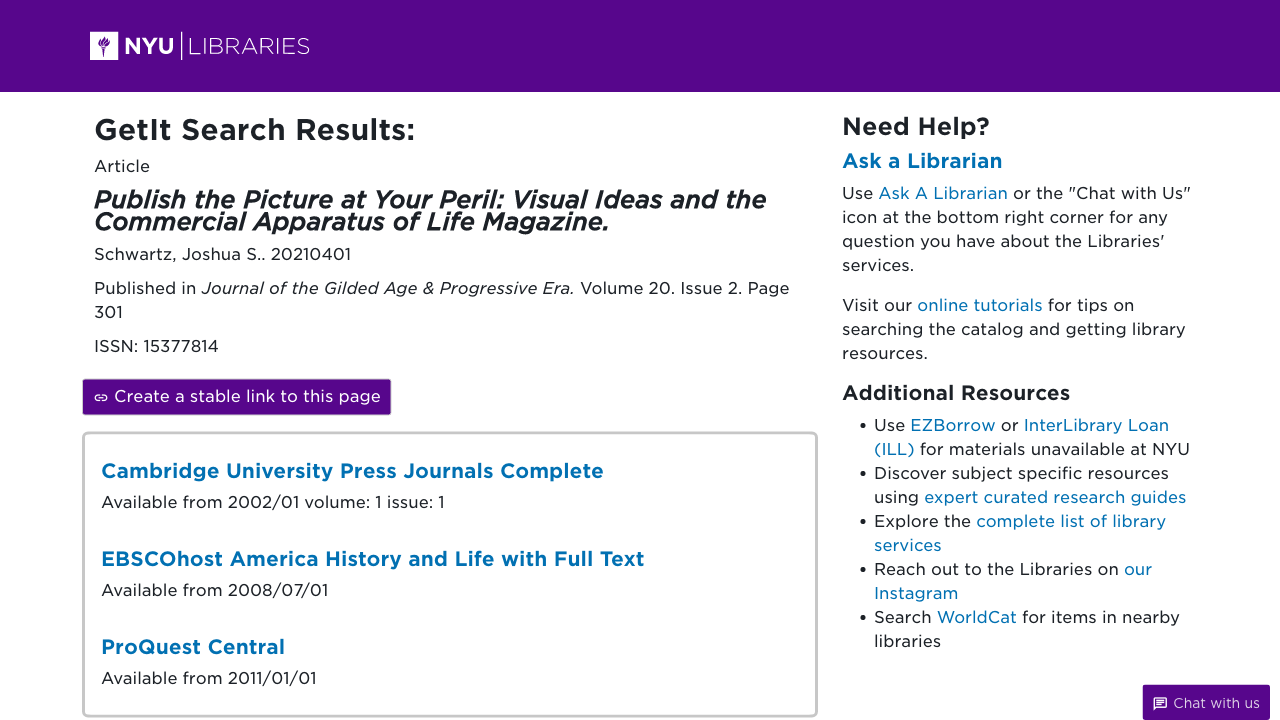 NYU LIBRARIES
GetIt Search Results:
Article
Publish the Picture at Your Peril: Visual Ideas and the
Commercial Apparatus of Life Magazine.
Schwartz, Joshua S.. 20210401
Published in Journal of the Gilded Age & Progressive Era. Volume 20. Issue 2. Page
301
ISSN: 15377814
Create a stable link to this page
Cambridge University Press Journals Complete
Available from 2002/01 volume: 1 issue: 1
EBSCOhost America History and Life with Full Text
Available from 2008/07/01
ProQuest Central
Available from 2011/01/01
Need Help?
Ask a Librarian
Use Ask A Librarian or the "Chat with Us"
icon at the bottom right corner for any
question you have about the Libraries'
services.
Visit our online tutorials for tips on
searching the catalog and getting library
resources.
Additional Resources
• Use EZBorrow or InterLibrary Loan
(ILL) for materials unavailable at NYU
• Discover subject specific resources
using expert curated research guides
• Explore the complete list of library
services
• Reach out to the Libraries on our
Instagram
• Search WorldCat for items in nearby
libraries
Chat with us